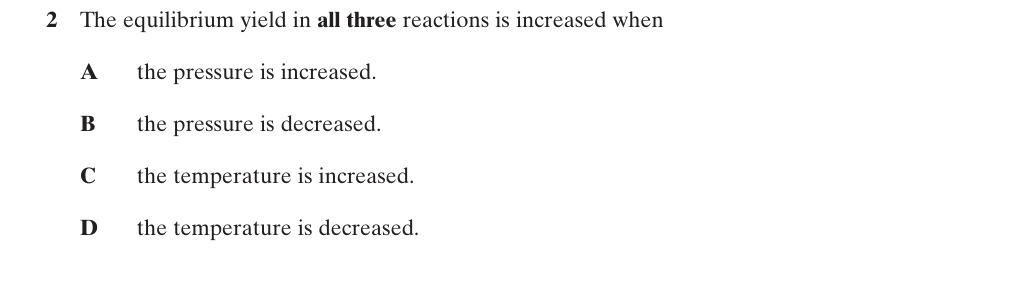 2 The equilibrium yield in all three reactions is increased when
A the pressure is increased.
B the pressure is decreased.
C the temperature is increased.
D the temperature is decreased.